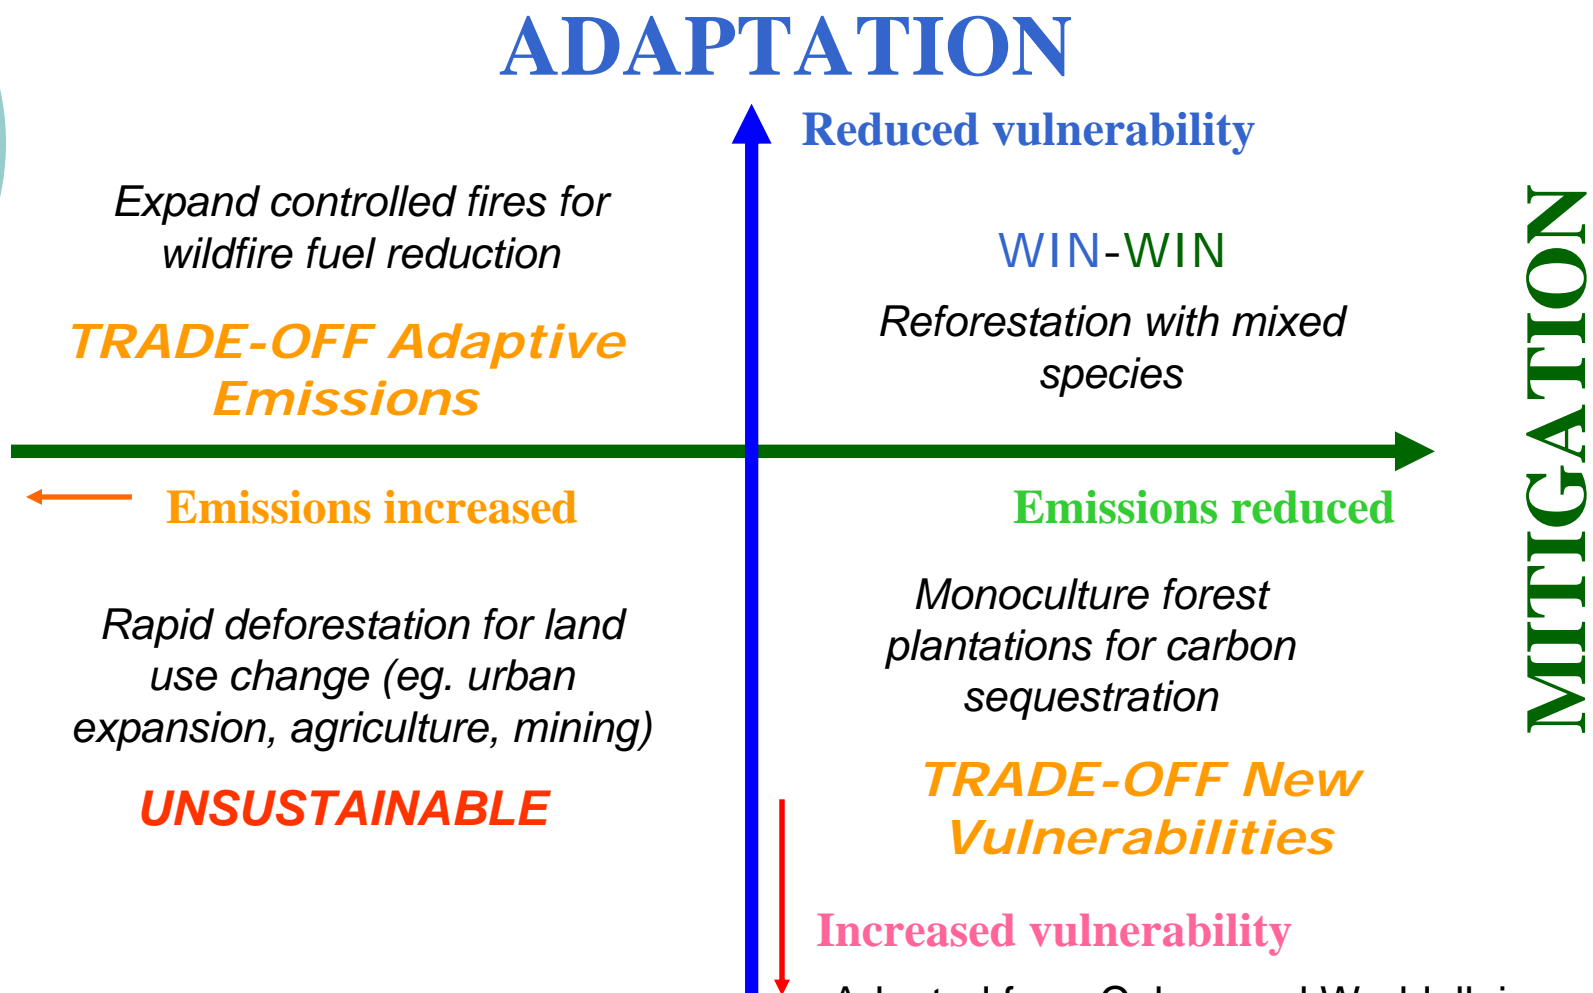 ADAPTATION
Reduced vulnerability
Expand controlled fires for
wildfire fuel reduction
TRADE-OFF Adaptive
Emissions
WIN-WIN
Reforestation with mixed
species
MITIGATION
Emissions increased
Emissions reduced
Rapid deforestation for land
use change (eg. urban
expansion, agriculture, mining)
UNSUSTAINABLE
Monoculture forest
plantations for carbon
sequestration
TRADE-OFF New
Vulnerabilities
Increased vulnerability